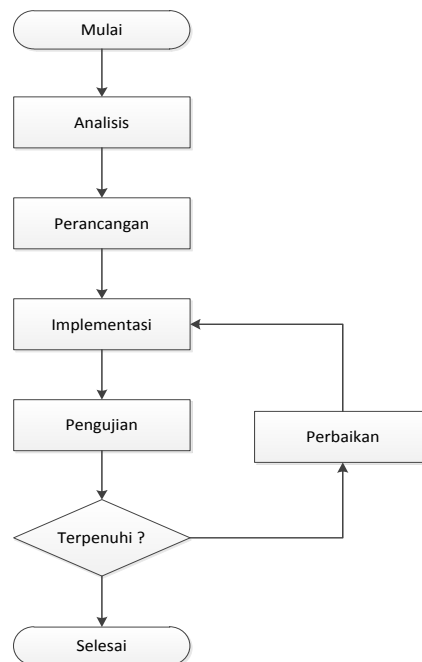 Mulai
Analisis
Perancangan
Implementasi
Pengujian
Perbaikan
Terpenuhi ?
Selesai